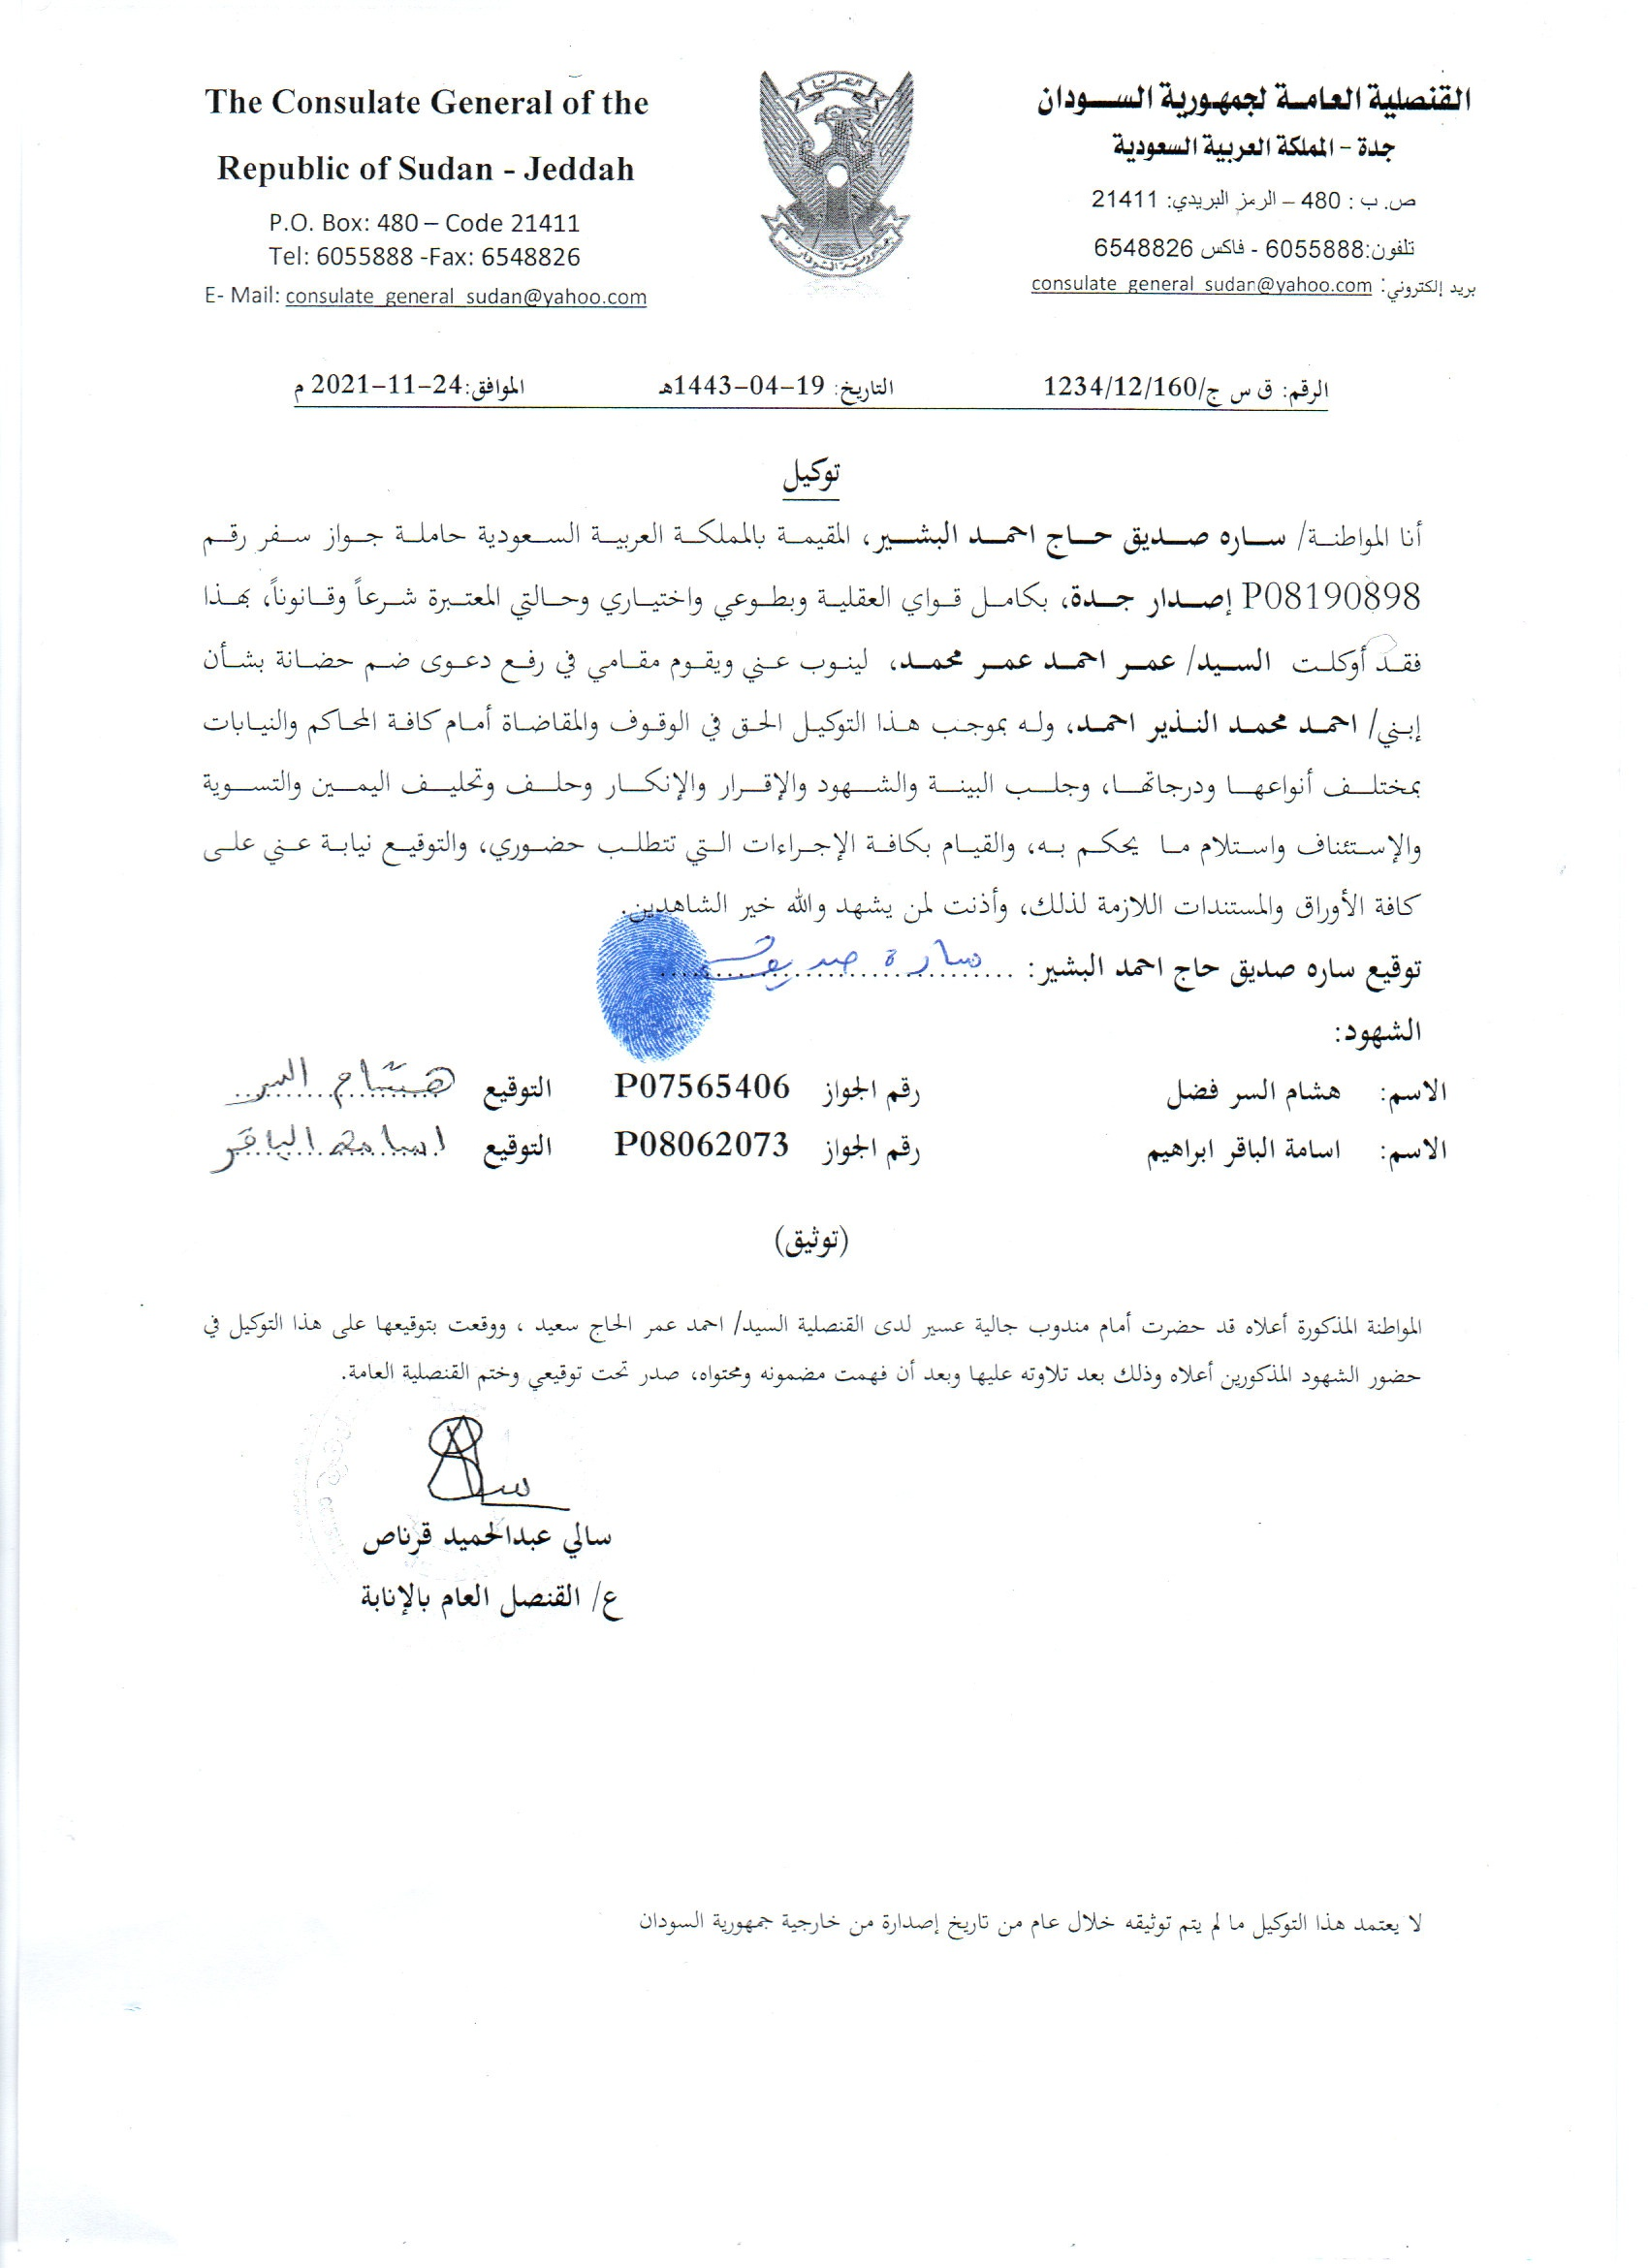 The Consulate General of the
Republic of Sudan - Jeddah
P.O. Box: 480 – Code 21411
Tel: 6055888 -Fax: 6548826
E- Mail: consulate_general_sudan@yahoo.com
القنصلية العامة لجمهورية السودان
جدة - المملكة العربية السعودية
ص. ب : 480 – الرمز البريدي: 21411
تلفون:6055888 - فاكس 6548826
بريد إلكتروني: consulate_general_sudan@yahoo.com
الرقم: ق س ج/1234/12/160 التاريخ: 19-04-1443هـ الموافق:24-11-2021 م
توكيل
أنا المواطنة/ ساره صديق حاج احمد البشير، المقيمة بالمملكة العربية السعودية حاملة جواز سفر رقم
P08190898 إصدار جدة، بكامل قواي العقلية وبطوعي واختياري وحالتي المعتبرة شرعاً وقانوناً، بهذا
فقد أوكلت السيد/ عمر احمد عمر محمد، لينوب عني ويقوم مقامي في رفع دعوى ضم حضانة بشأن
إبني/ احمد محمد النذير احمد، وله بموجب هذا التوكيل الحق في الوقوف والمقاضاة أمام كافة المحاكم والنيابات
بمختلف أنواعها ودرجاتها، وجلب البينة والشهود والإقرار والإنكار وحلف وتحليف اليمين والتسوية
والإستئناف واستلام ما يحكم به، والقيام بكافة الإجراءات التي تتطلب حضوري، والتوقيع نيابة عني على
كافة الأوراق والمستندات اللازمة لذلك، وأذنت لمن يشهد والله خير الشاهدين.
توقيع ساره صديق حاج احمد البشير: سارة صديق
الشهود:
الاسم: هشام السر فضل رقم الجواز P07565406 التوقيع هشام السر
الاسم: اسامة الباقر ابراهيم رقم الجواز P08062073 التوقيع اسامة الباقر
(توثيق)
المواطنة المذكورة أعلاه قد حضرت أمام مندوب جالية عسير لدى القنصلية السيد/ احمد عمر الحاج سعيد ، ووقعت بتوقيعها على هذا التوكيل في
حضور الشهود المذكورين أعلاه وذلك بعد تلاوته عليها وبعد أن فهمت مضمونه ومحتواه، صدر تحت توقيعي وختم القنصلية العامة.
سالي عبدالحميد قرناص
ع/ القنصل العام بالإنابة
لا يعتمد هذا التوكيل ما لم يتم توثيقه خلال عام من تاريخ إصدارة من خارجية جمهورية السودان